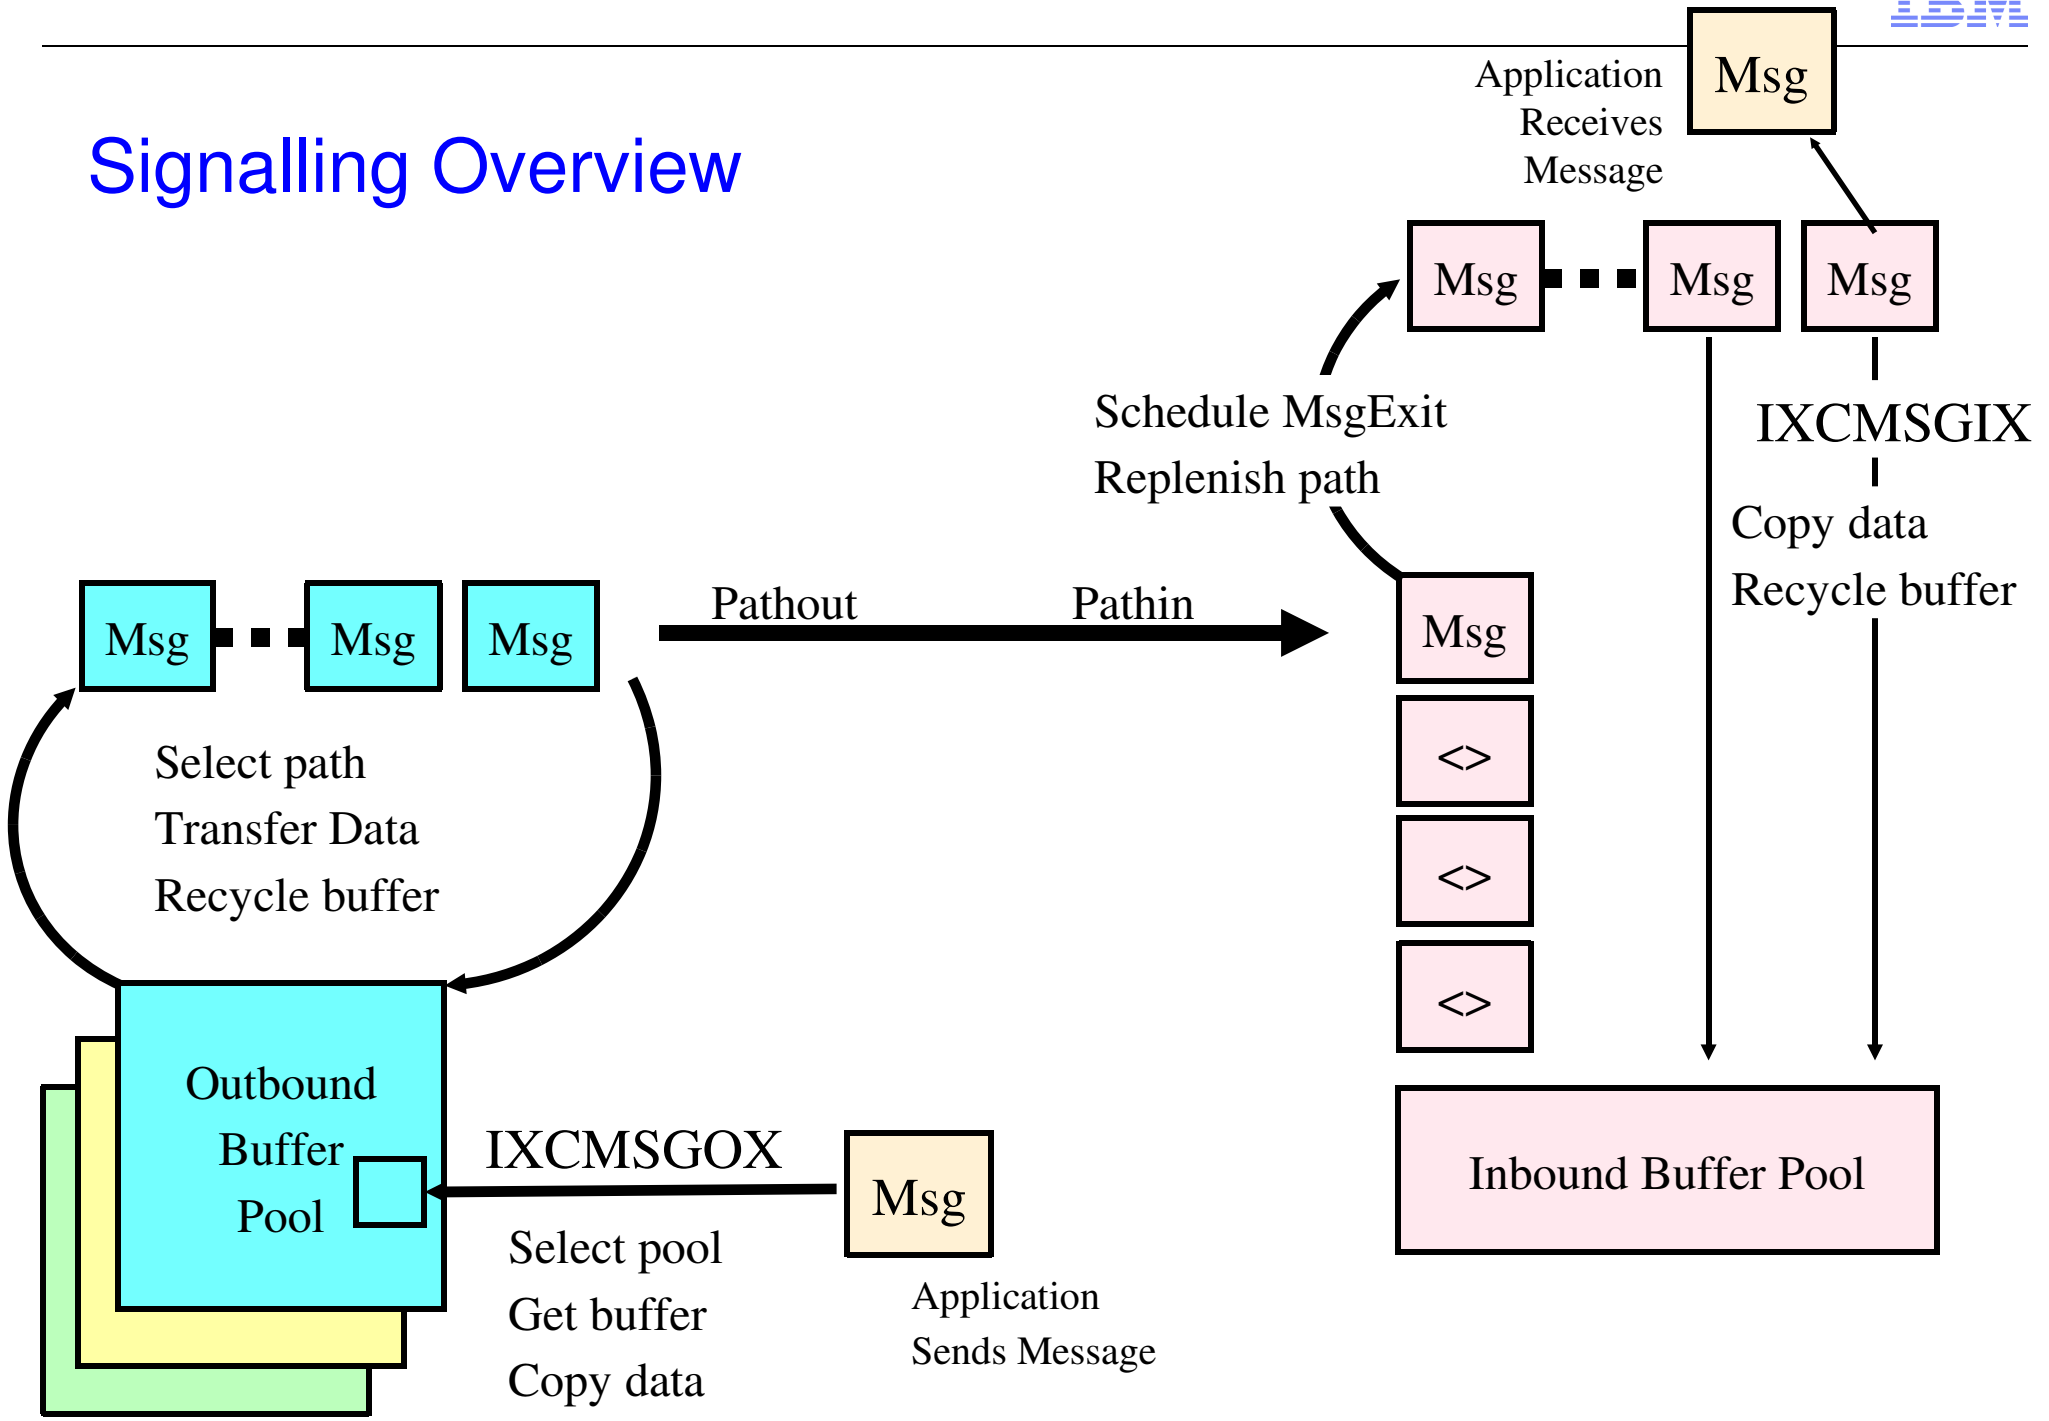 IBM
Signalling Overview
Application
Receives
Message
Msg
Msg
Msg
Msg
Schedule MsgExit
Replenish path
IXCMSGIX
Copy data
Recycle buffer
Msg
Msg
Msg
Pathout
Pathin
Msg
<>
<>
<>
Select path
Transfer Data
Recycle buffer
Outbound
Buffer
Pool
IXCMSGOX
Msg
Select pool
Get buffer
Copy data
Application
Sends Message
Inbound Buffer Pool